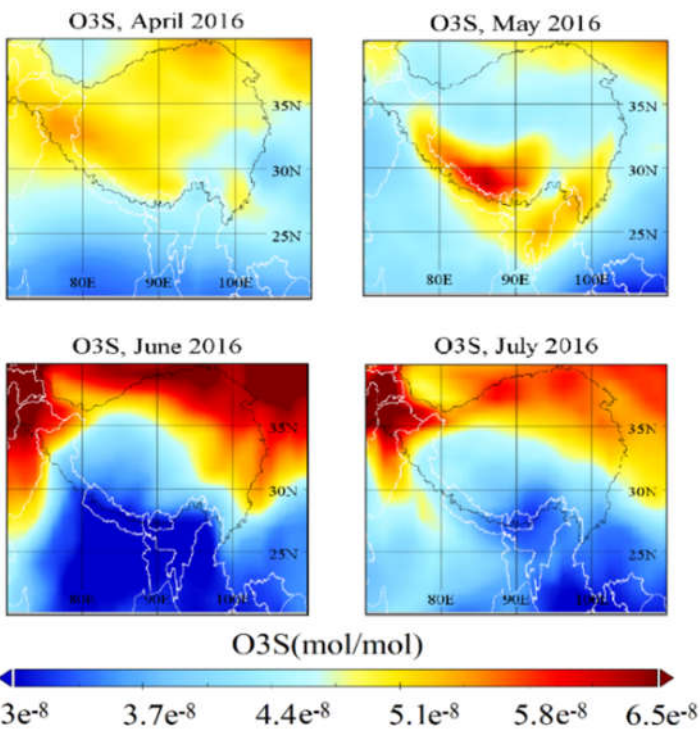 O3S, April 2016
O3S, May 2016
35N
35N
30N
30N
25N
25N
80E 90E 100E
80E 90E 100E
O3S, June 2016
O3S, July 2016
35N
35N
30N
30N
25N
25N
80E 90E 100E
80E 90E 100E
O3S(mol/mol)
3e-8 3.7e-8 4.4e-8 5.1e-8 5.8e-8 6.5e-8